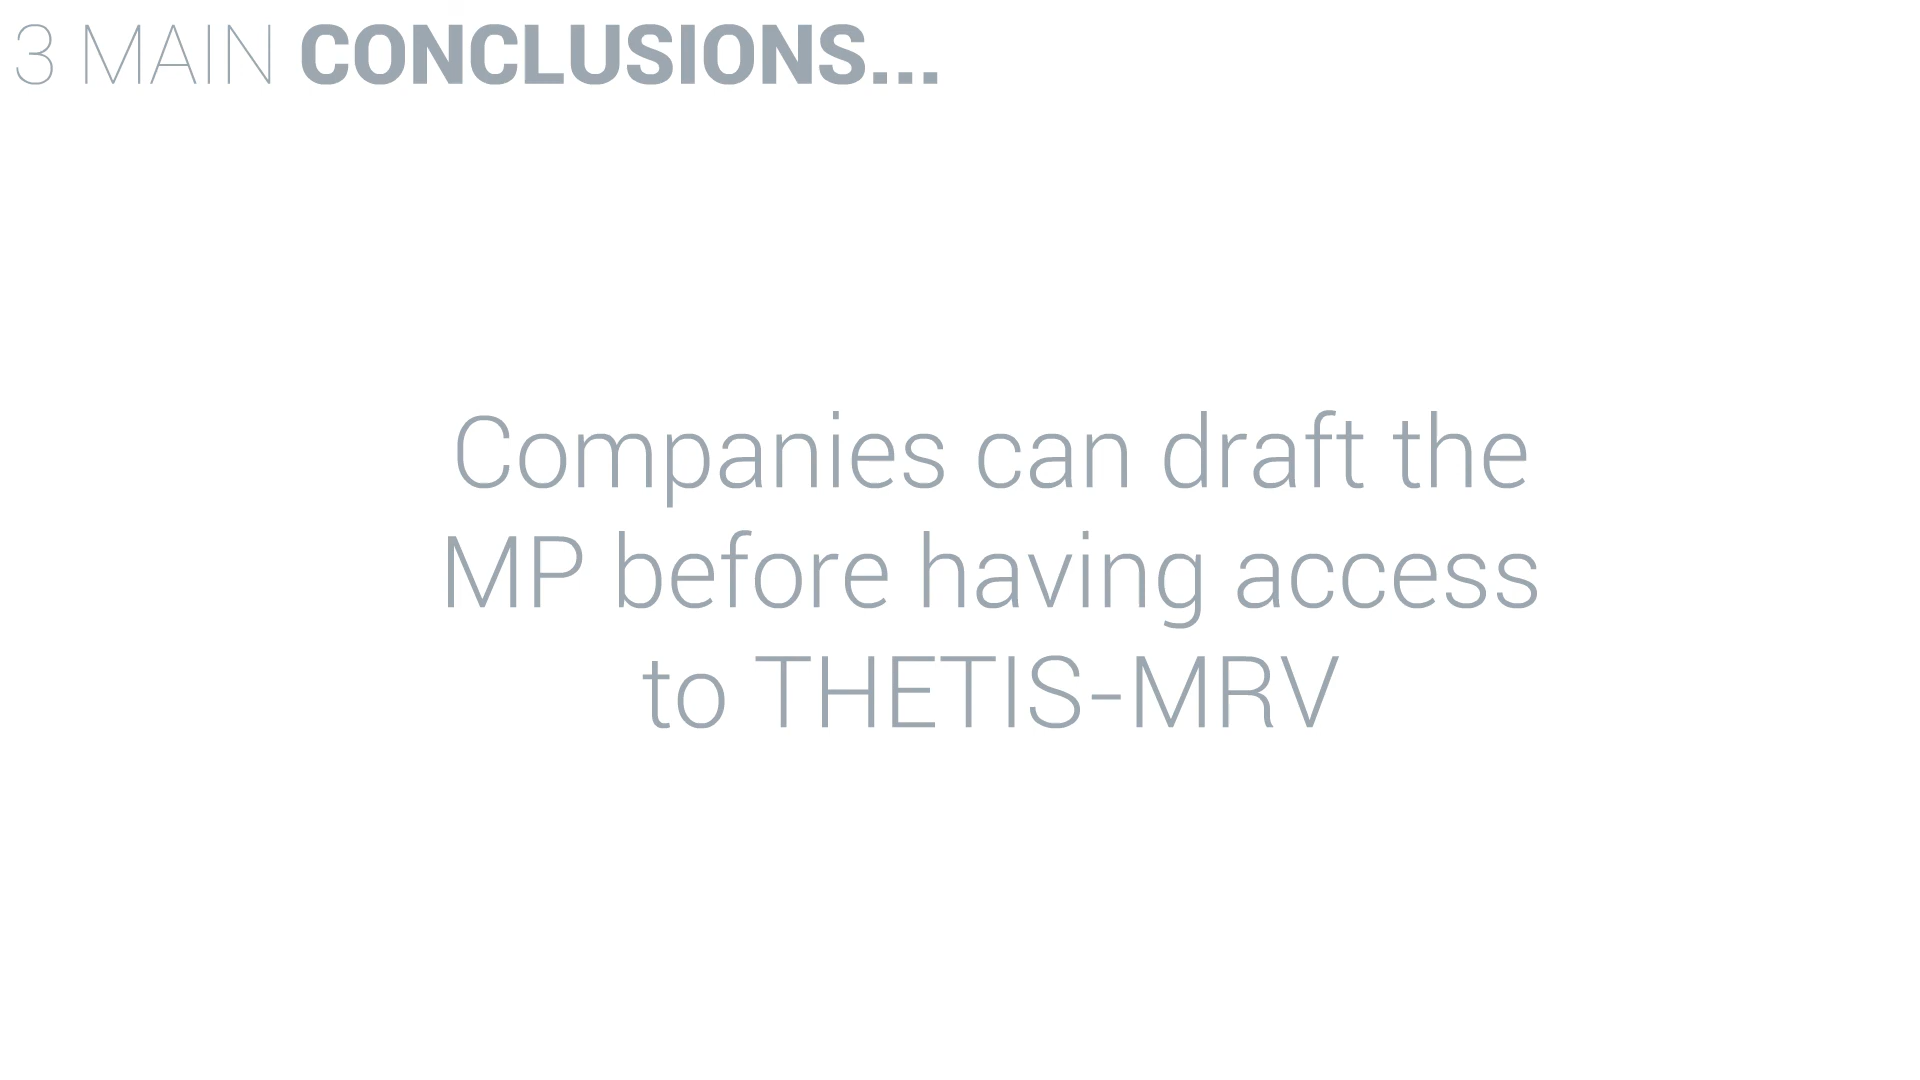 3 MAIN CONCLUSIONS...
Companies can draft the
MP before having access
to THETIS-MRV